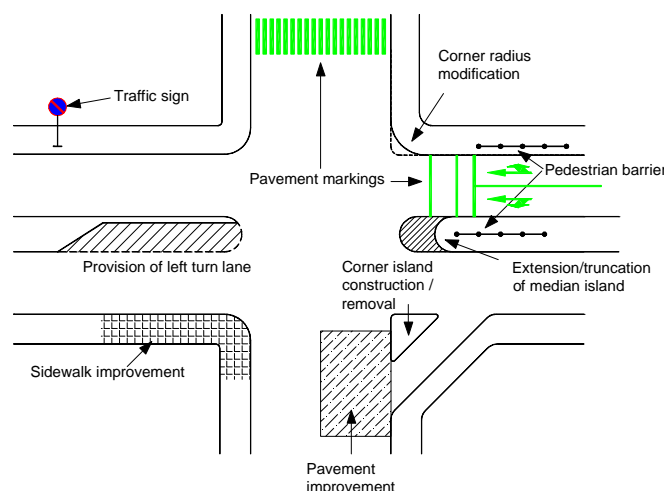 Corner radius
modification
Traffic sign
Pavement markings
Pedestrian barrier
Provision of left turn lane
Corner island
construction /
removal
Extension/truncation
of median island
Sidewalk improvement
Pavement
improvement